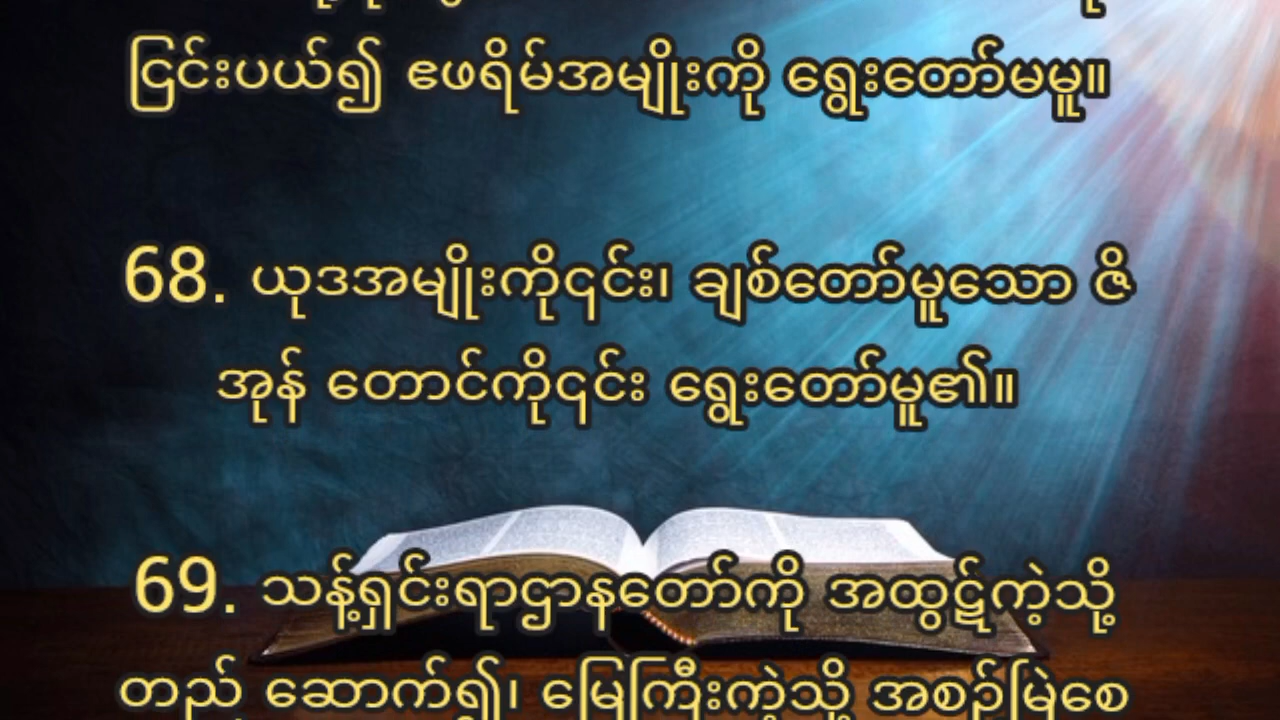 ငြင်းပယ်၍ ဧဖရိမ်အမျိုးကို ရွေးတော်မမူ။
68. ယုဒအမျိုးကို၎င်း၊ ချစ်တော်မူသော ဇိ
အုန် တောင်ကို၎င်း ရွေးတော်မူ၏။
69. သန့်ရှင်းရာဌာနတော်ကို အထွဋ်ကဲ့သို့
တည် ဆောက်၍၊ မြေကြီးကဲ့သို့ အစဉ်မြဲစေ